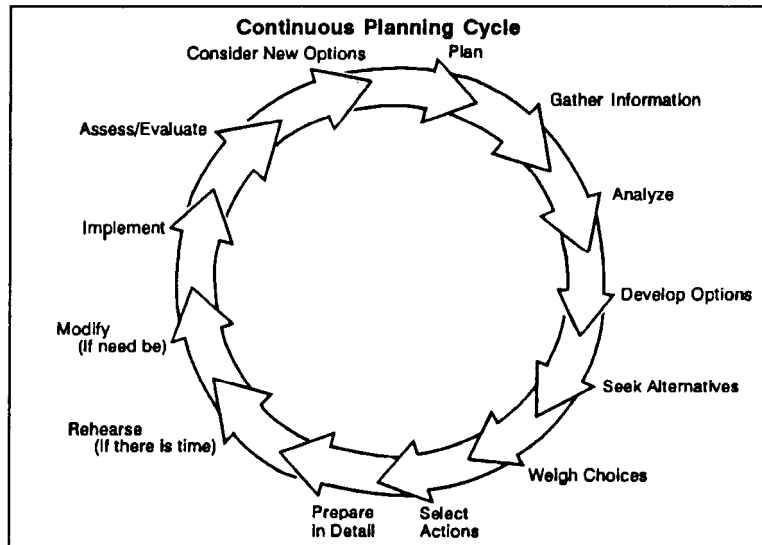 Continuous Planning Cycle
Consider New Options
Plan
Gather Information
Analyze
Develop Options
Seek Alternatives
Weigh Choices
Select
Actions
Prepare
in Detail
Rehearse
(If there is time)
Modify
(If need be)
Implement
Assess/Evaluate